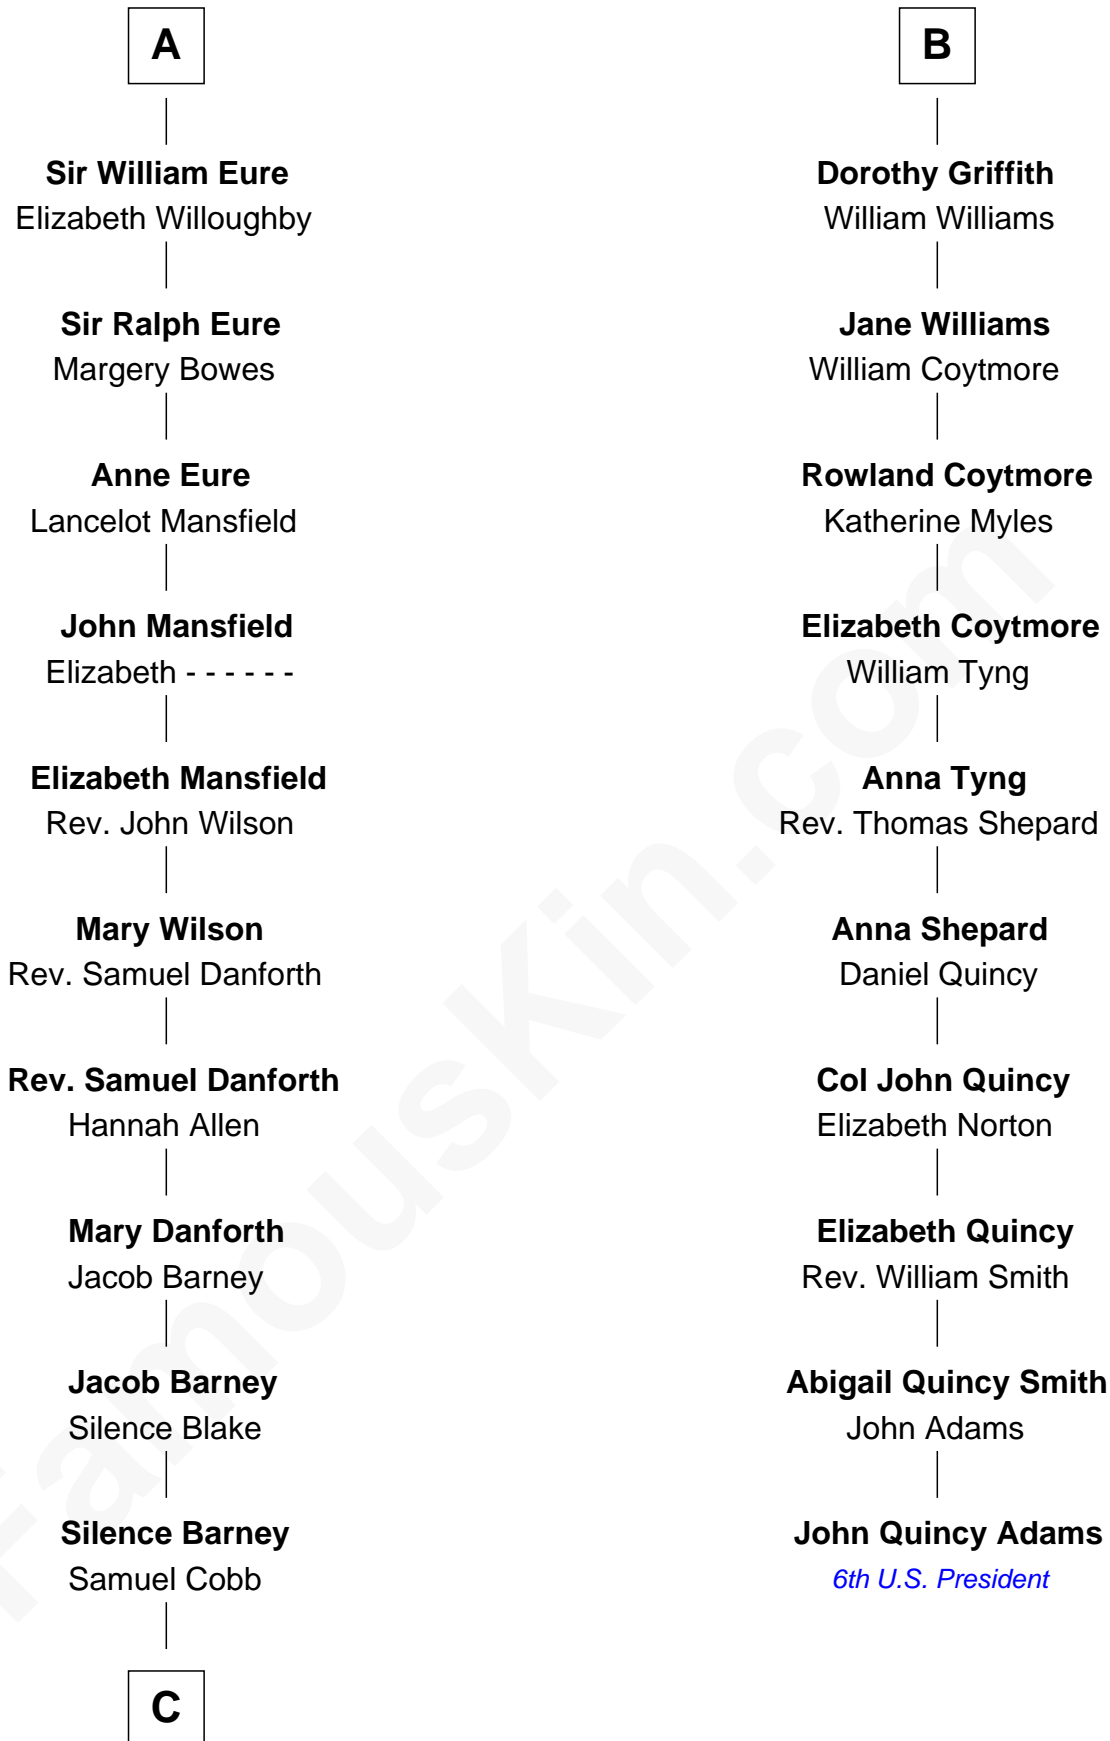 A
Sir William Eure
Elizabeth Willoughby
Sir Ralph Eure
Margery Bowes
Anne Eure
Lancelot Mansfield
John Mansfield
Elizabeth - - - - - -
Elizabeth Mansfield
Rev. John Wilson
Mary Wilson
Rev. Samuel Danforth
Rev. Samuel Danforth
Hannah Allen
Mary Danforth
Jacob Barney
Jacob Barney
Silence Blake
Silence Barney
Samuel Cobb
C
B
Dorothy Griffith
William Williams
Jane Williams
William Coytmore
Rowland Coytmore
Katherine Myles
Elizabeth Coytmore
William Tyng
Anna Tyng
Rev. Thomas Shepard
Anna Shepard
Daniel Quincy
Col John Quincy
Elizabeth Norton
Elizabeth Quincy
Rev. William Smith
Abigail Quincy Smith
John Adams
John Quincy Adams
6th U.S. President
FamousKin.com